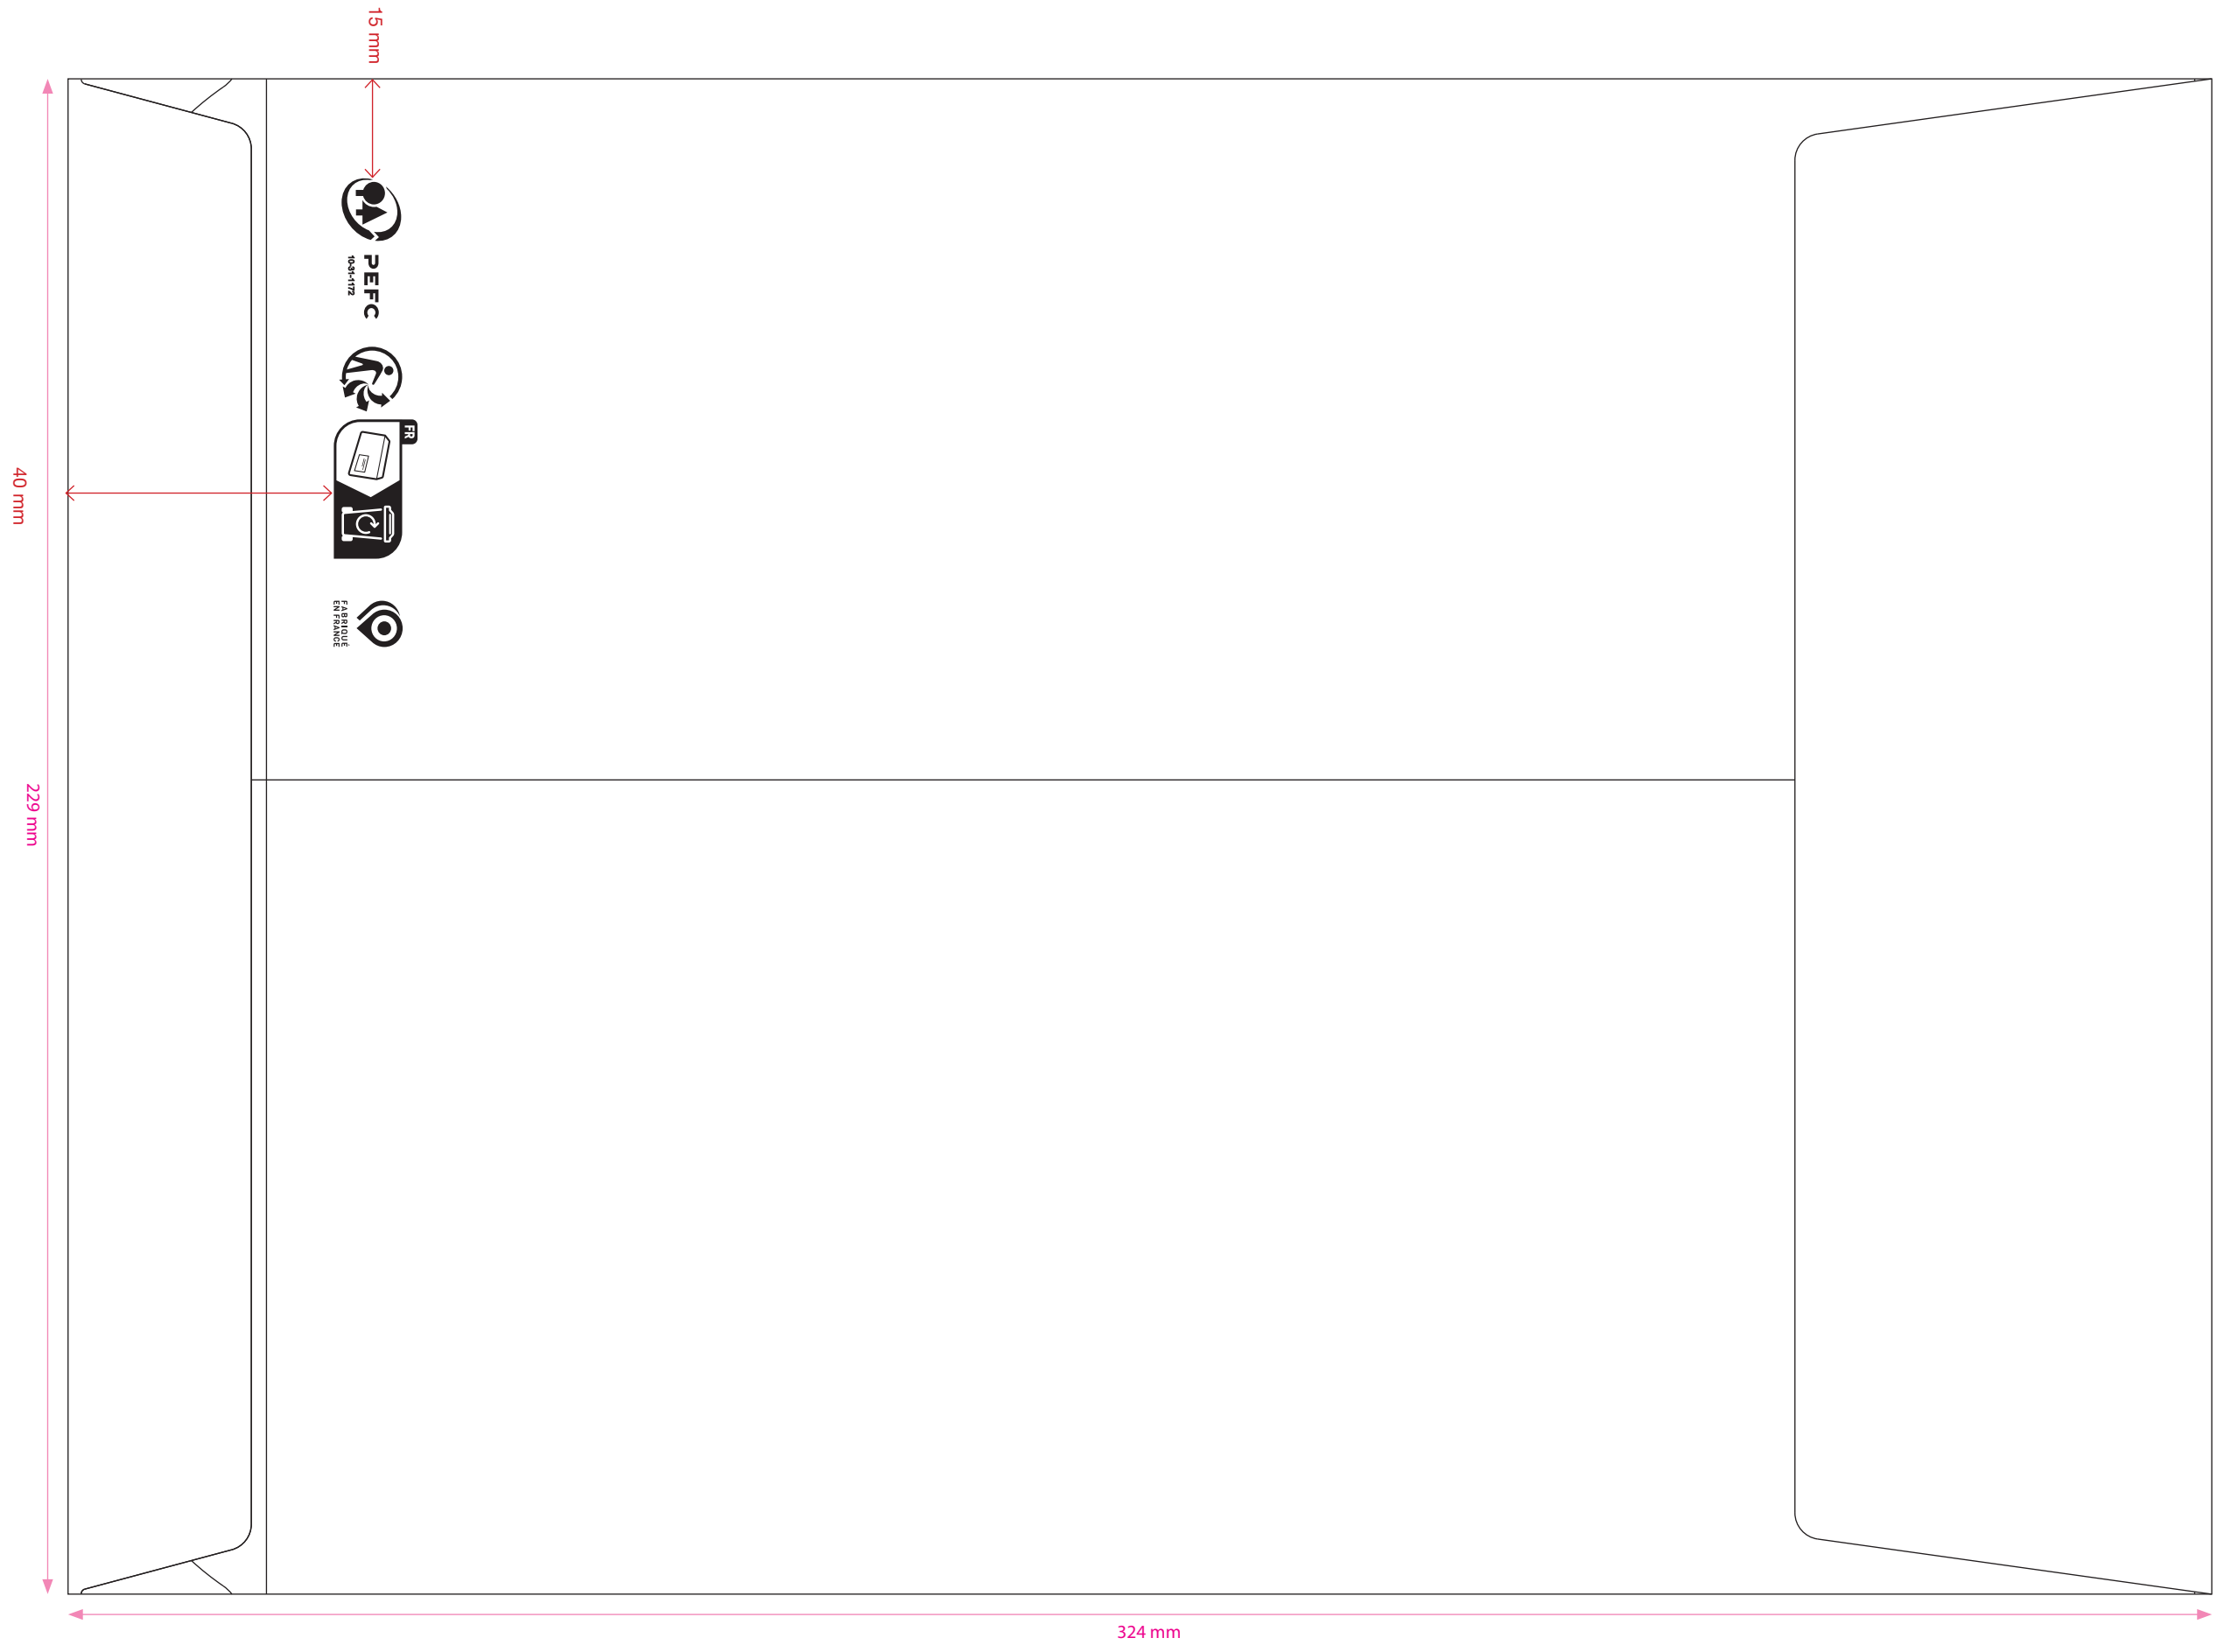 15 mm
PEFC
10-31-1172
FR
40 mm
FABRIQUÉ
EN FRANCE
229 mm
324 mm